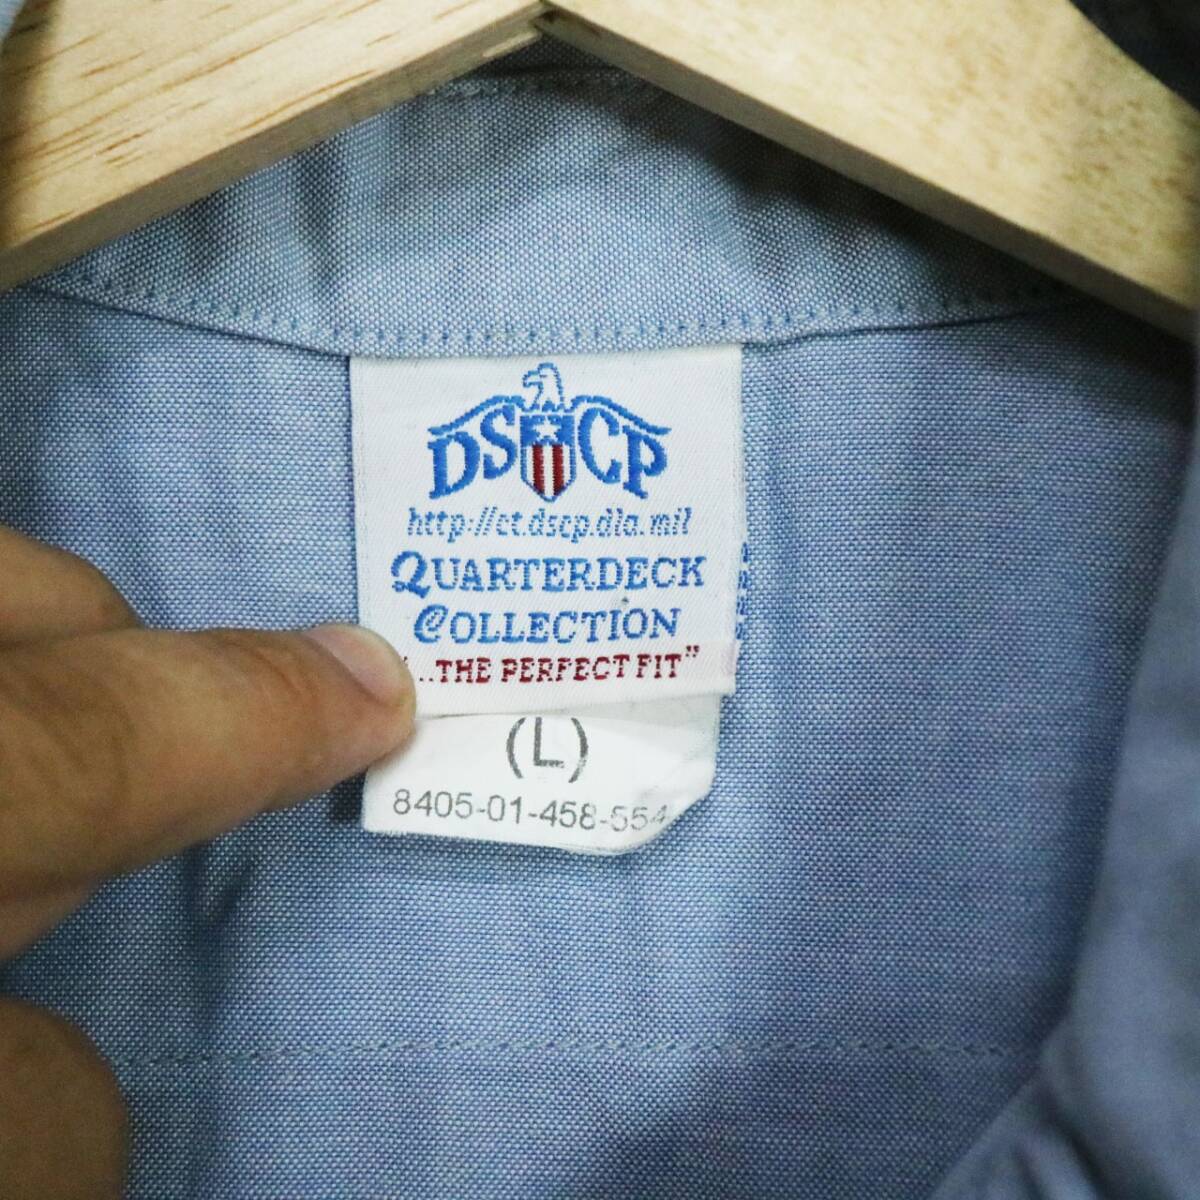 DSCP
http://ct.dscp.dla.mil
QUARTERDECK
COLLECTION
"..THE PERFECT FIT"
(L)
8405-01-458-554